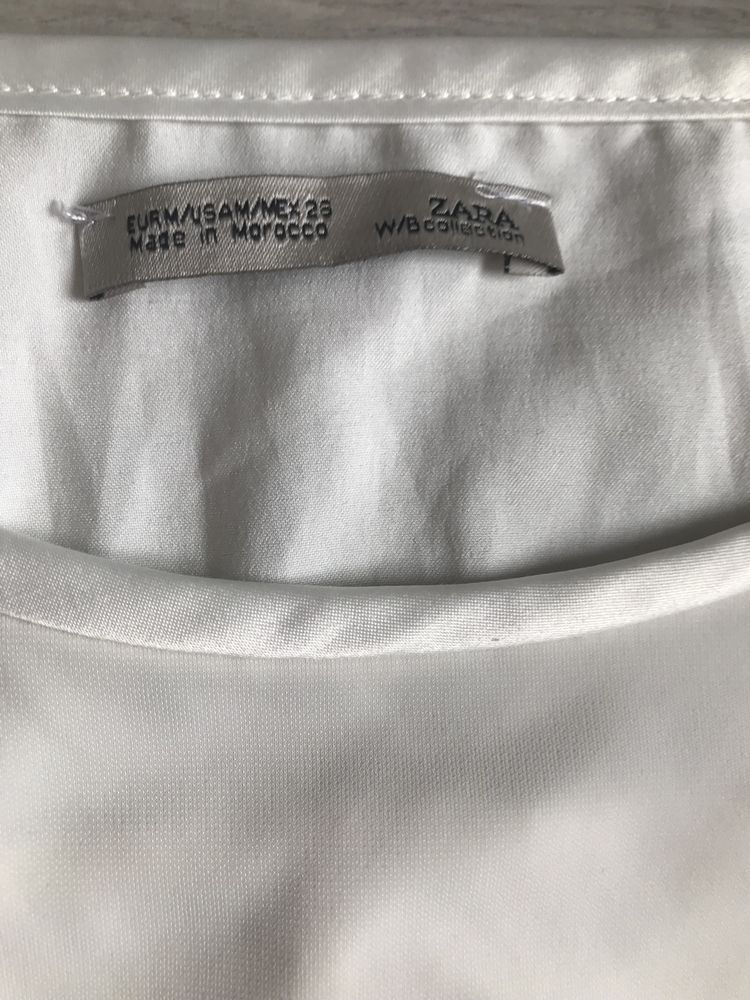 EUR M/USA M/MEX 28
Made in Morocco
ZARA
W/B collection